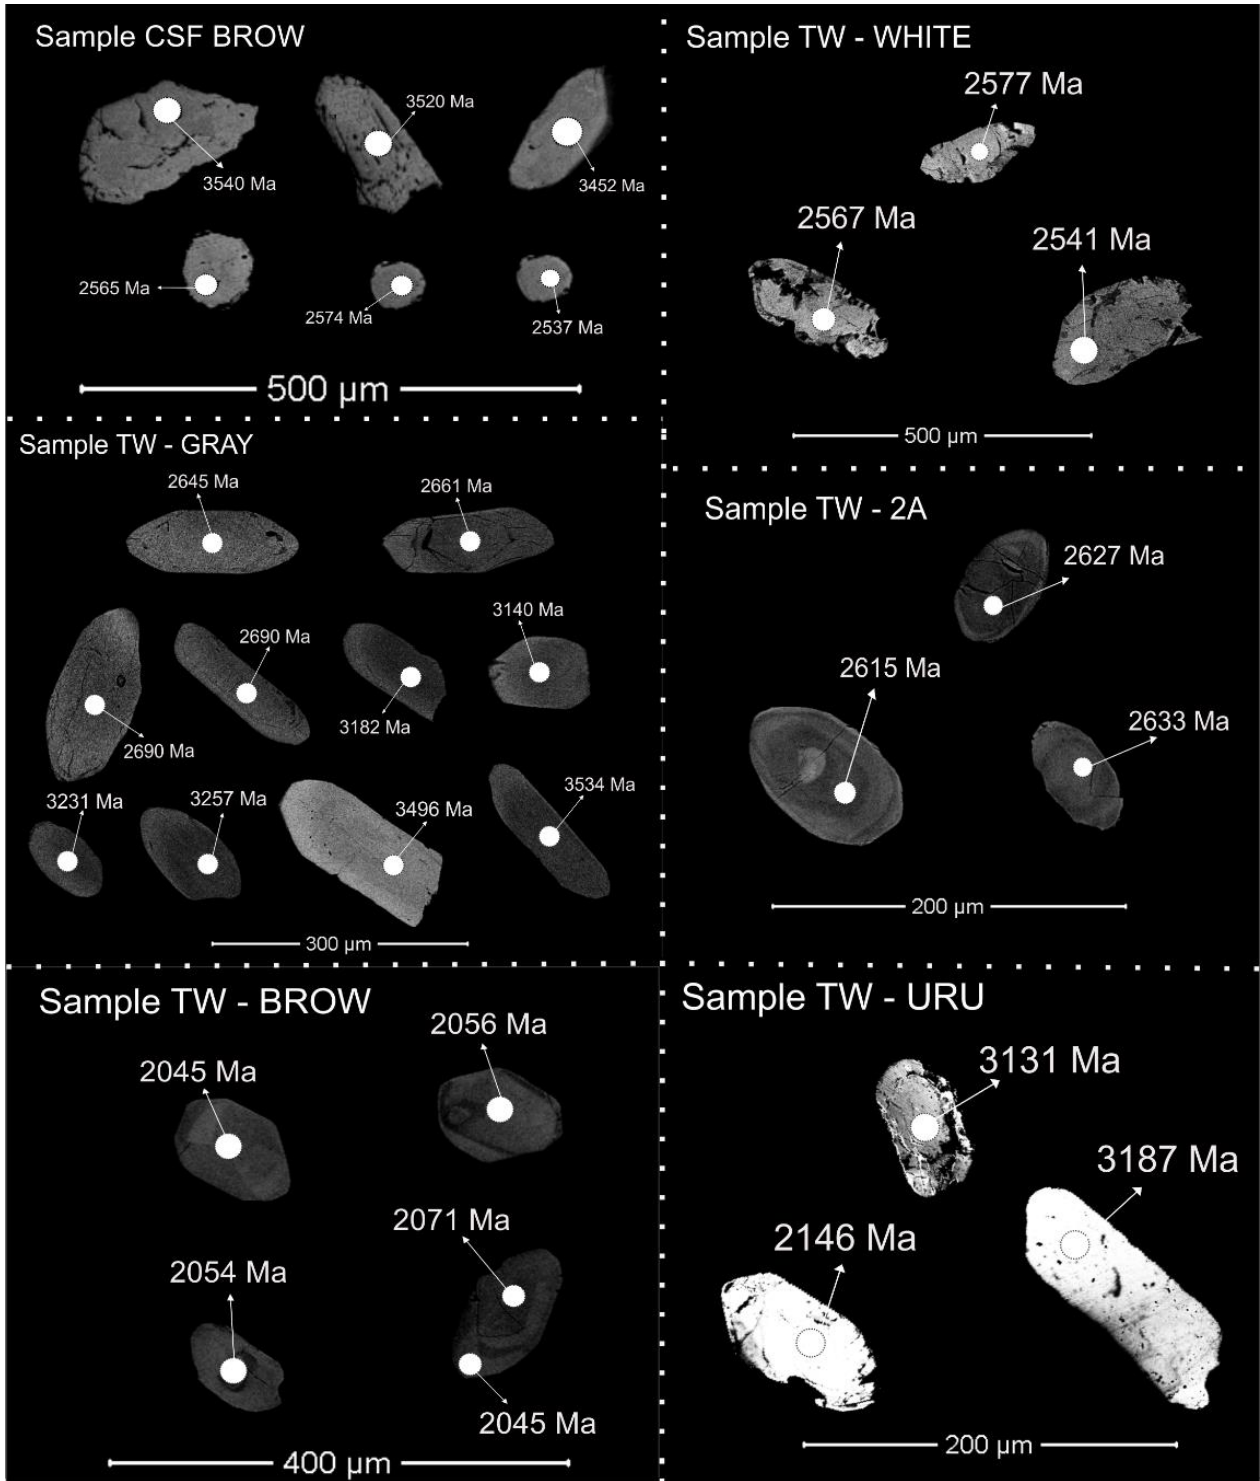 Sample CSF BROW
3540 Ma
3520 Ma
3452 Ma
2565 Ma
2574 Ma
2537 Ma
500 µm
Sample TW - WHITE
2577 Ma
2567 Ma
2541 Ma
500 µm
Sample TW - GRAY
2645 Ma
2661 Ma
2690 Ma
2690 Ma
3182 Ma
3140 Ma
3231 Ma
3257 Ma
3496 Ma
3534 Ma
300 µm
Sample TW - 2A
2627 Ma
2615 Ma
2633 Ma
200 µm
Sample TW - BROW
2045 Ma
2056 Ma
2071 Ma
2054 Ma
2045 Ma
400 µm
Sample TW - URU
3131 Ma
3187 Ma
2146 Ma
200 µm